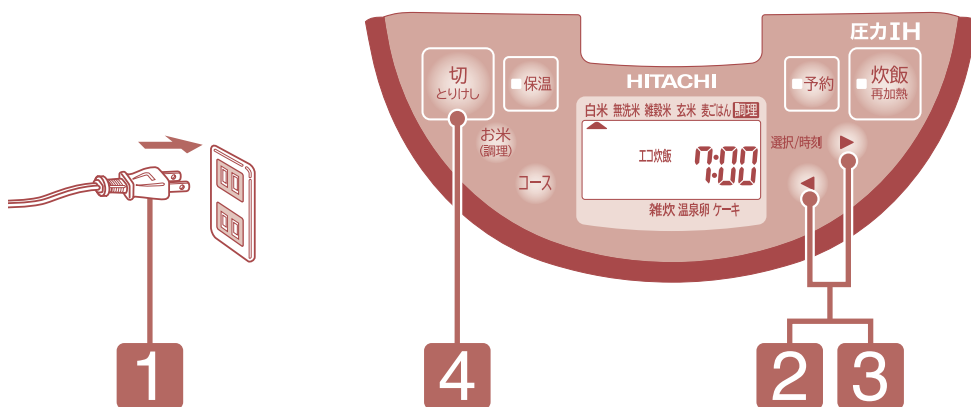 圧力IH
切
とりけし
保温
HITACHI
予約
炊飯
再加熱
白米 無洗米 雑穀米 玄米 麦ごはん 調理
お米
(調理)
エコ炊飯 7:00
選択/時刻
コース
雑炊 温泉卵 ケーキ
1
4
2
3